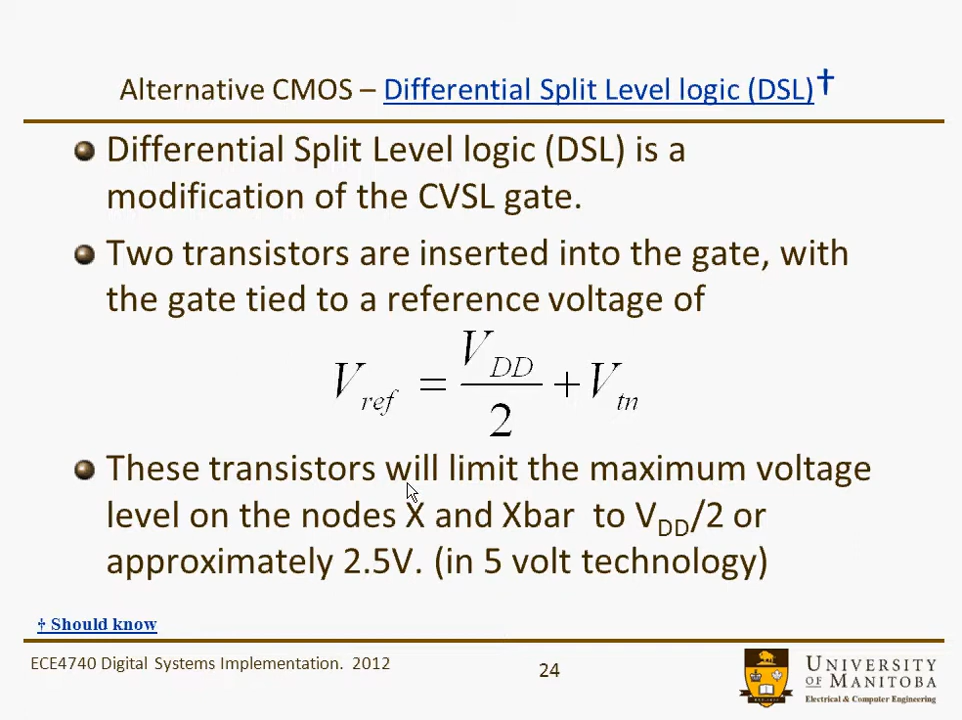 Alternative CMOS – Differential Split Level logic (DSL)†
Differential Split Level logic (DSL) is a
modification of the CVSL gate.
Two transistors are inserted into the gate, with
the gate tied to a reference voltage of
V_ref = V_DD / 2 + V_tn
These transistors will limit the maximum voltage
level on the nodes X and Xbar to V_DD/2 or
approximately 2.5V. (in 5 volt technology)
† Should know
ECE4740 Digital Systems Implementation. 2012
24
UNIVERSITY
OF MANITOBA
Electrical & Computer Engineering